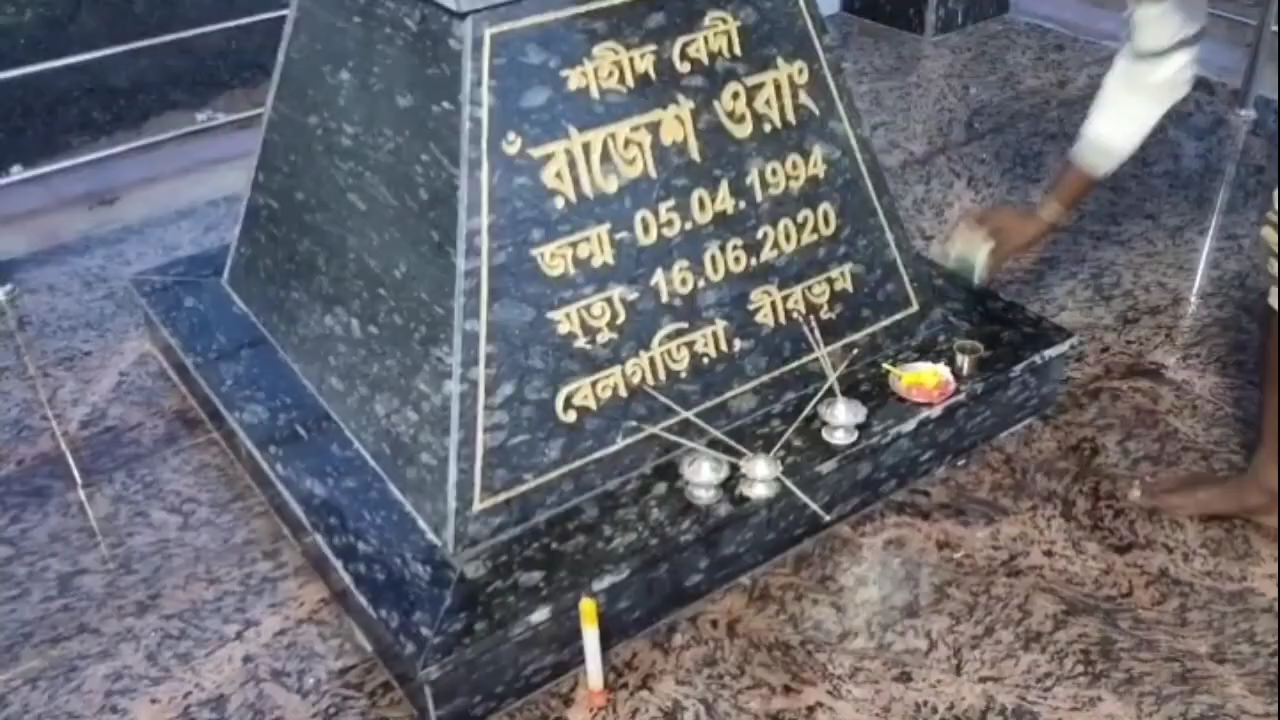 শহীদ বেদী
ঁরাজেশ ওরাং
জন্ম- 05.04.1994
মৃত্যু- 16.06.2020
বেলগড়িয়া, বীরভূম